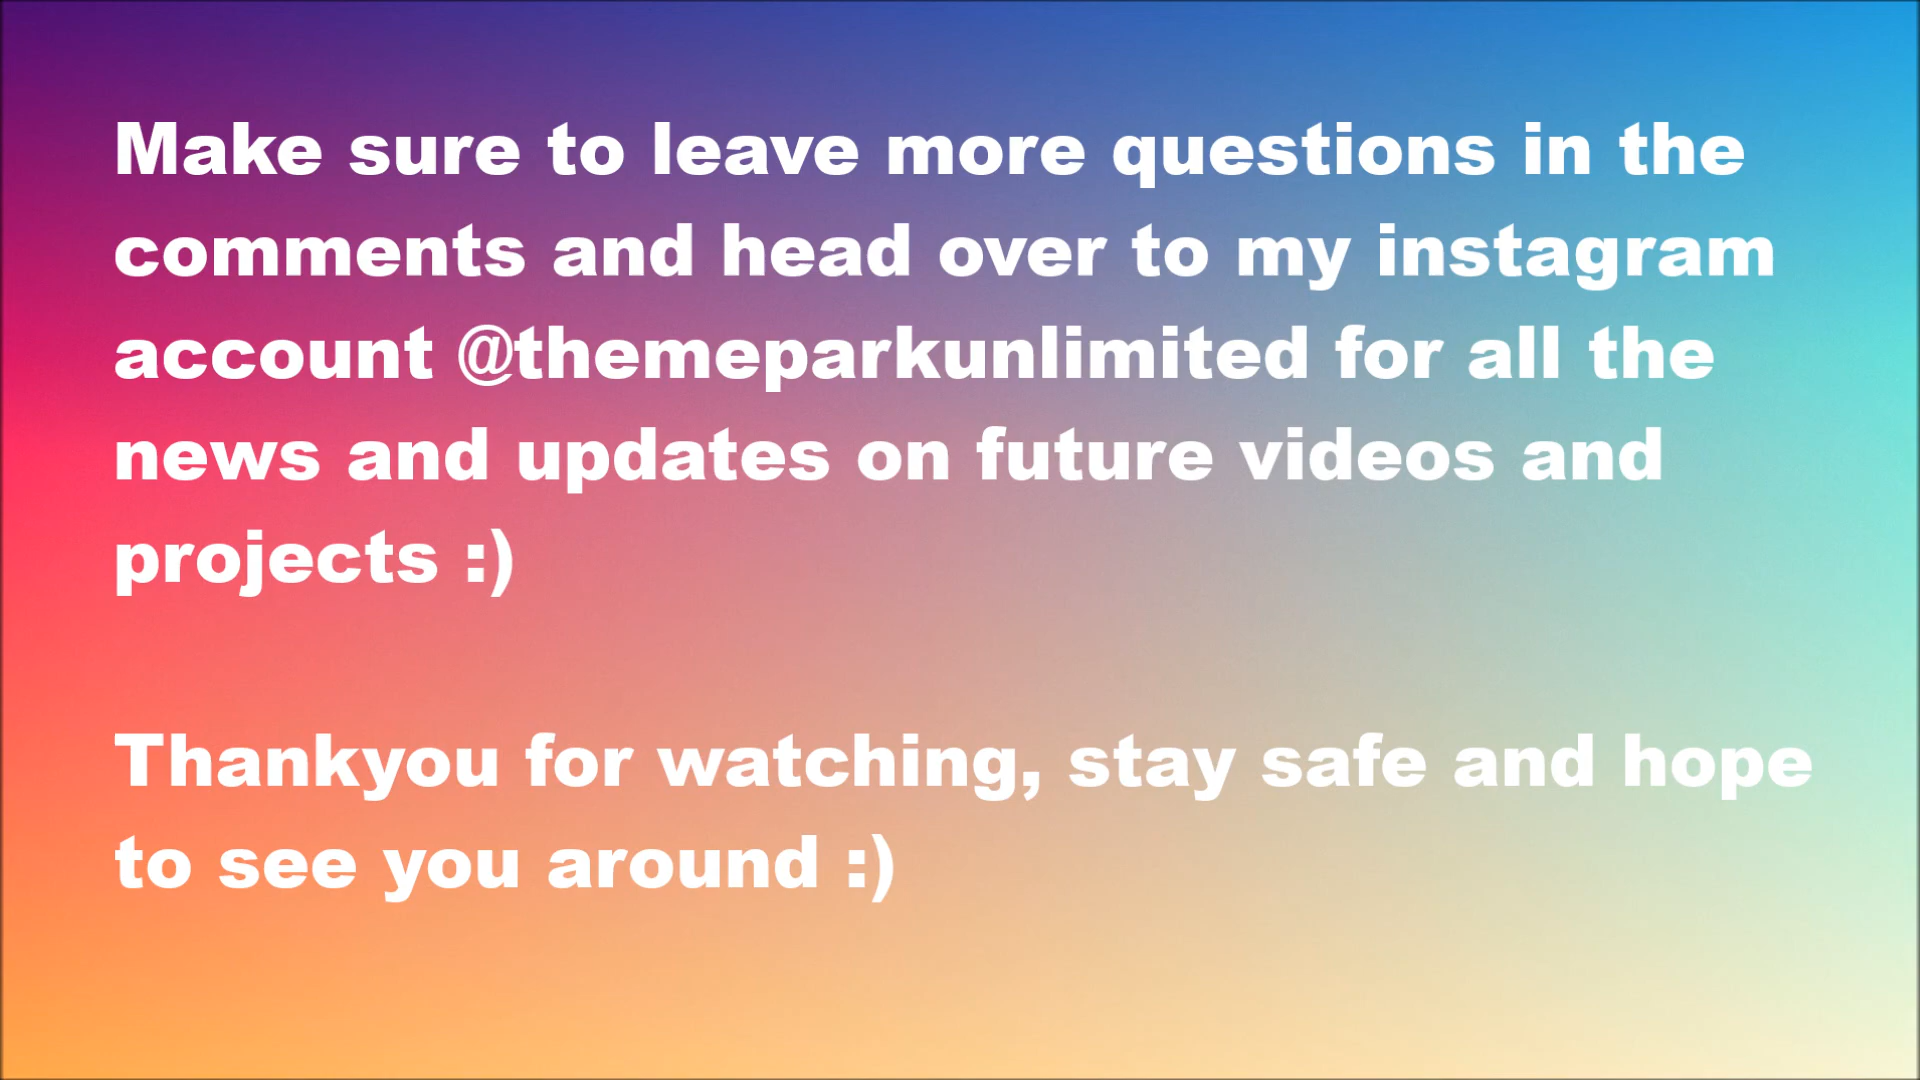 Make sure to leave more questions in the
comments and head over to my instagram
account @themeparkunlimited for all the
news and updates on future videos and
projects :)
Thankyou for watching, stay safe and hope
to see you around :)